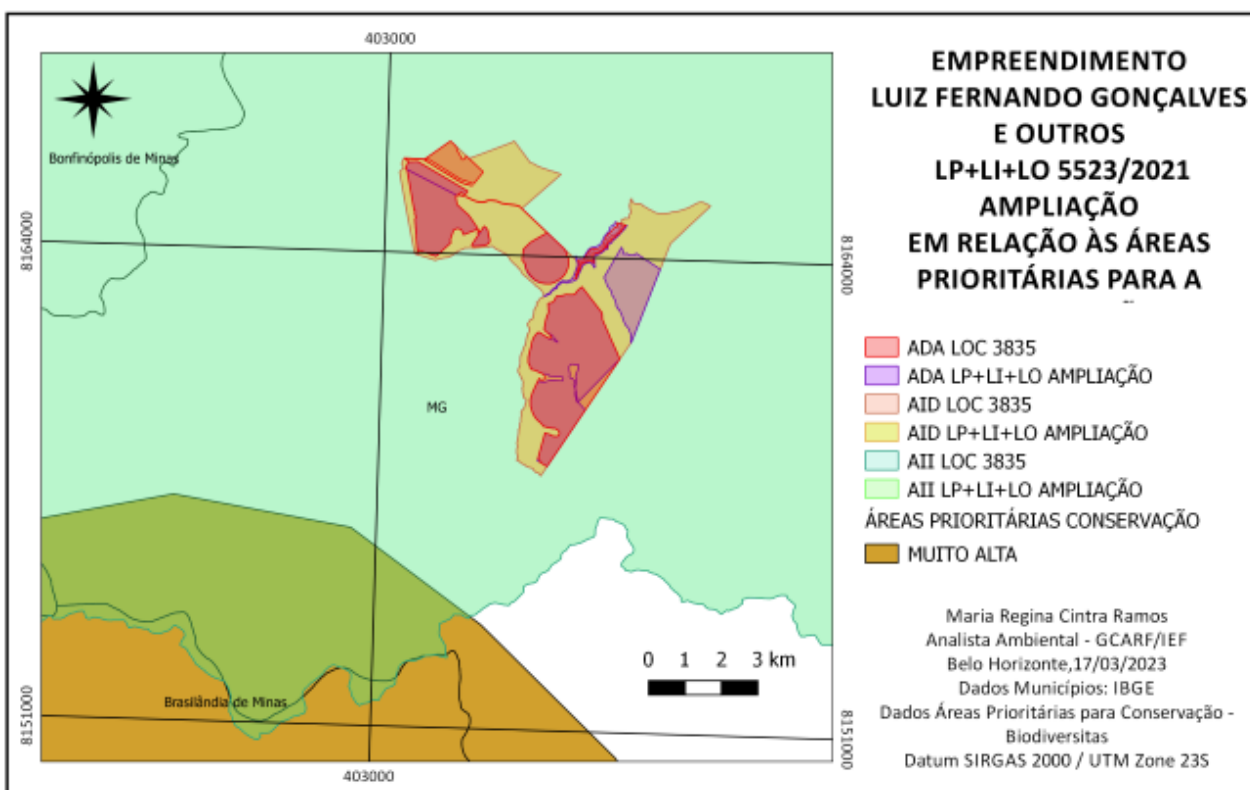 403000
Bonfinópolis de Minas
8164000
8164000
MG
0 1 2 3 km
Brasilândia de Minas
8151000
8151000
403000
EMPREENDIMENTO
LUIZ FERNANDO GONÇALVES
E OUTROS
LP+LI+LO 5523/2021
AMPLIAÇÃO
EM RELAÇÃO ÀS ÁREAS
PRIORITÁRIAS PARA A
ADA LOC 3835
ADA LP+LI+LO AMPLIAÇÃO
AID LOC 3835
AID LP+LI+LO AMPLIAÇÃO
AII LOC 3835
AII LP+LI+LO AMPLIAÇÃO
ÁREAS PRIORITÁRIAS CONSERVAÇÃO
MUITO ALTA
Maria Regina Cintra Ramos
Analista Ambiental - GCARF/IEF
Belo Horizonte,17/03/2023
Dados Municípios: IBGE
Dados Áreas Prioritárias para Conservação -
Biodiversitas
Datum SIRGAS 2000 / UTM Zone 23S